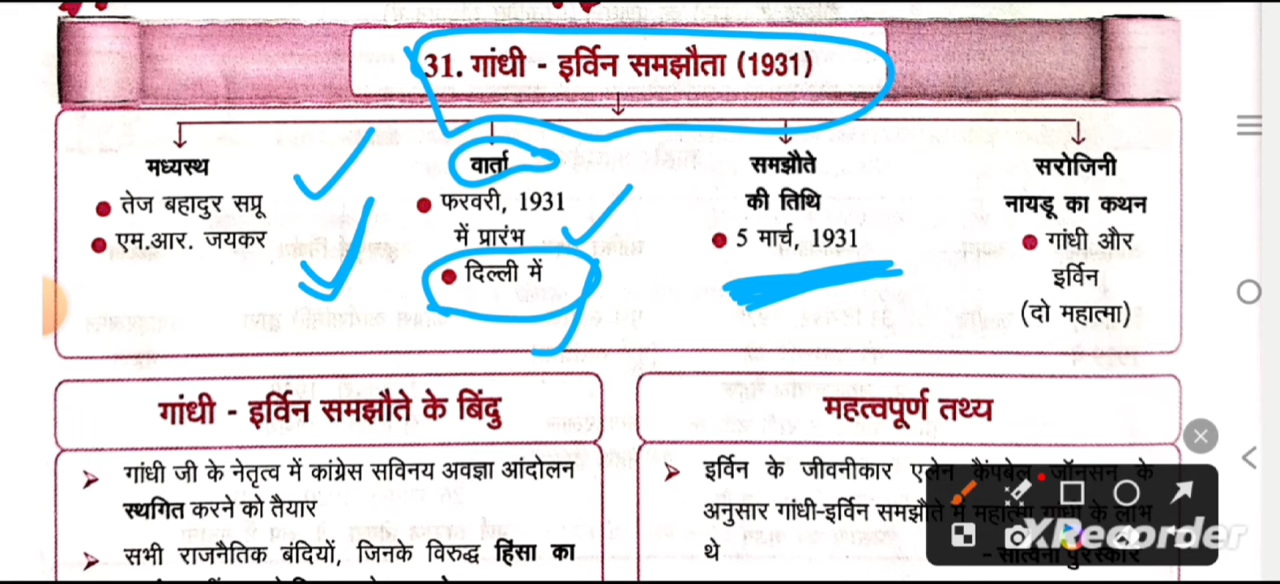 31. गांधी - इर्विन समझौता (1931)
मध्यस्थ
तेज बहादुर सप्रू
एम.आर. जयकर
वार्ता
फरवरी, 1931
में प्रारंभ
दिल्ली में
समझौते
की तिथि
5 मार्च, 1931
सरोजिनी
नायडू का कथन
गांधी और
इर्विन
(दो महात्मा)
गांधी - इर्विन समझौते के बिंदु
गांधी जी के नेतृत्व में कांग्रेस सविनय अवज्ञा आंदोलन
स्थगित करने को तैयार
सभी राजनैतिक बंदियों, जिनके विरुद्ध हिंसा का
महत्वपूर्ण तथ्य
इर्विन के जीवनीकार एलेन कैंपबेल जॉनसन के
अनुसार गांधी-इर्विन समझौते में महात्मा गांधी के लाभ
थे
XRecorder